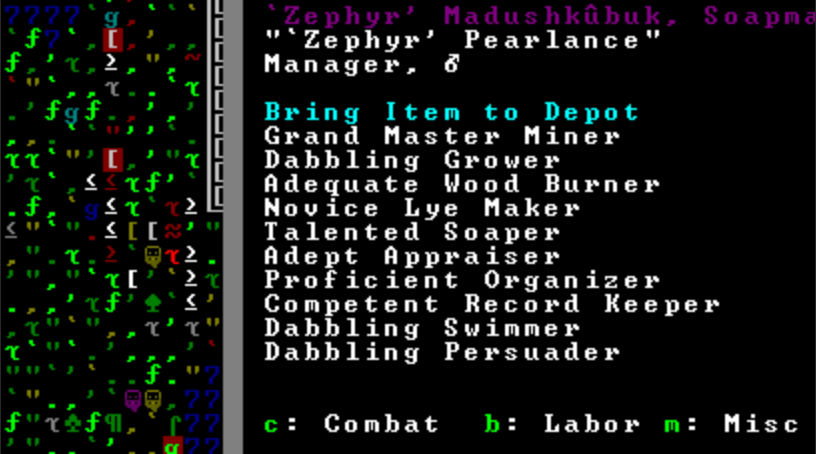 `Zephyr' Madushkûbuk, Soapma
"`Zephyr' Pearlance"
Manager, ♂
Bring Item to Depot
Grand Master Miner
Dabbling Grower
Adequate Wood Burner
Novice Lye Maker
Talented Soaper
Adept Appraiser
Proficient Organizer
Competent Record Keeper
Dabbling Swimmer
Dabbling Persuader
c: Combat b: Labor m: Misc